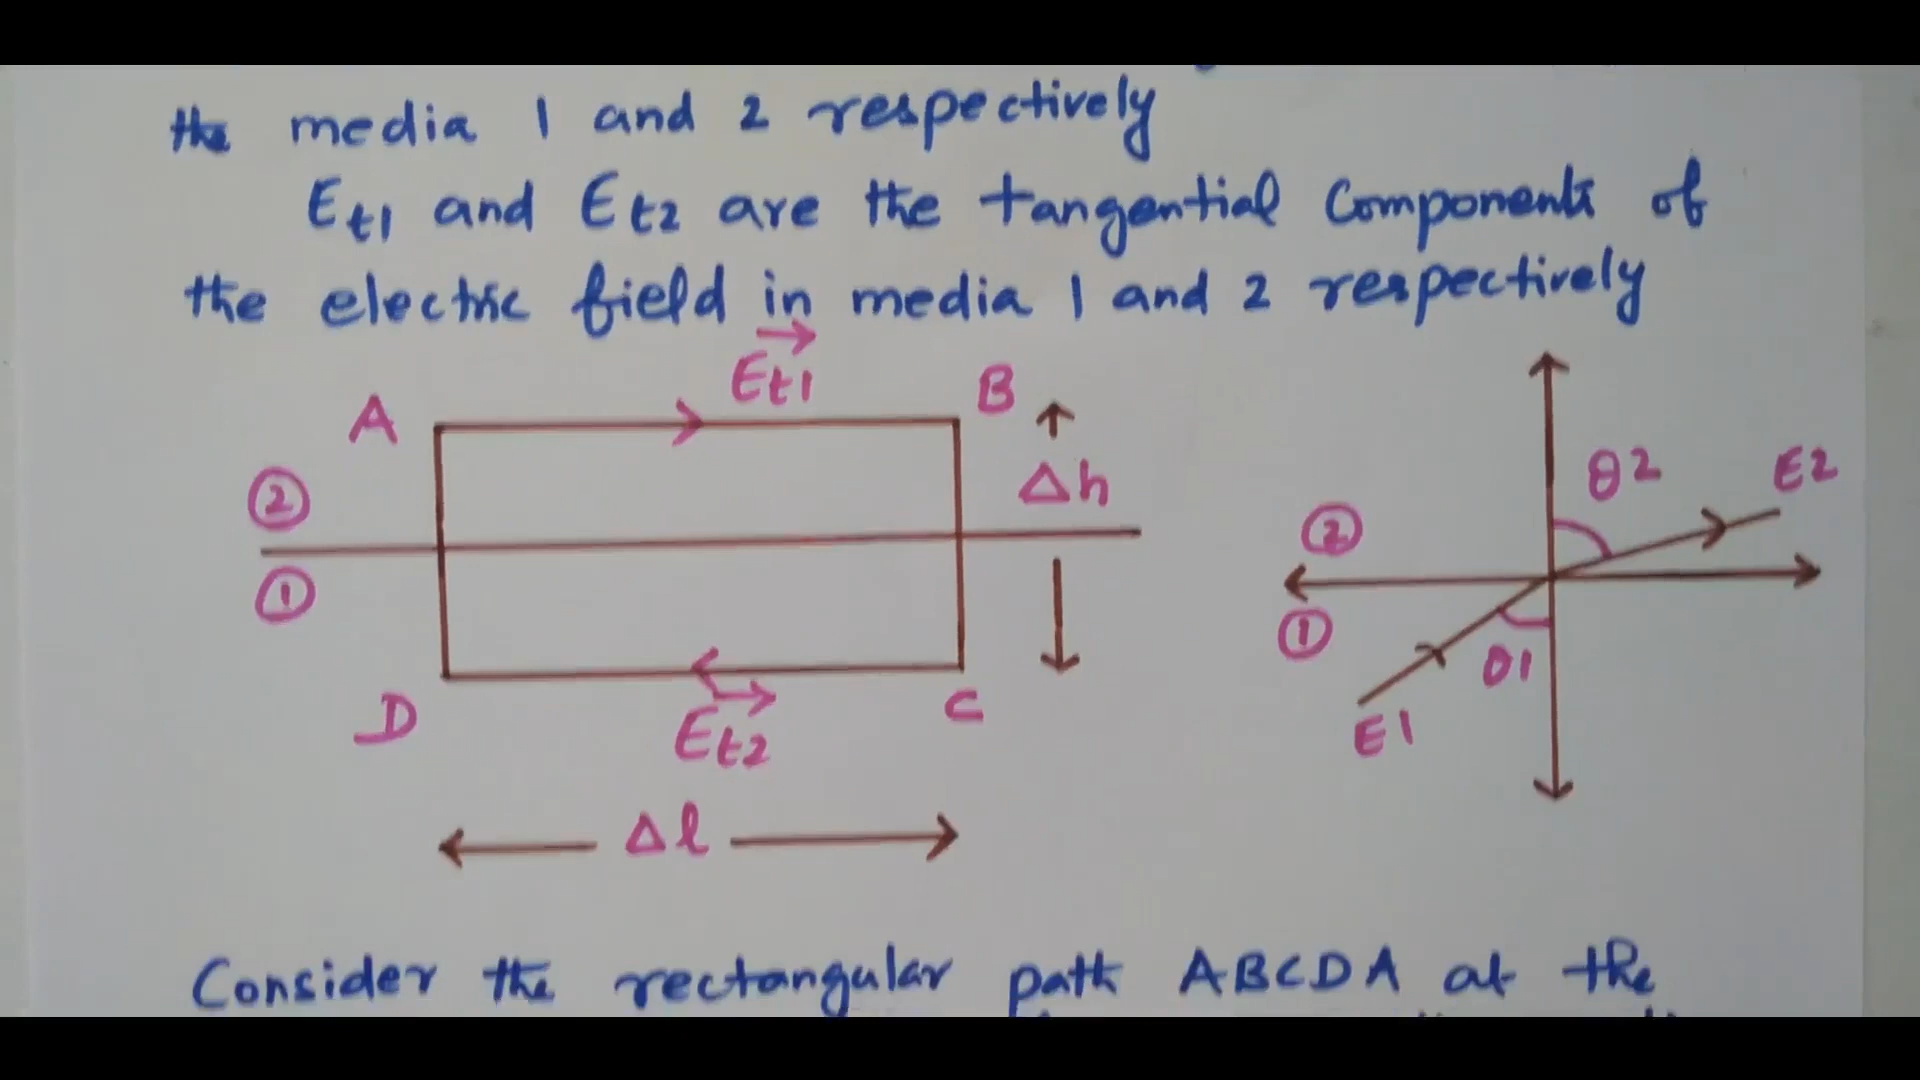 the media 1 and 2 respectively
Et1 and Et2 are the tangential components of
the electric field in media 1 and 2 respectively
Et1
A
B
Δh
②
①
D
C
Et2
Δl
θ2
E2
②
①
θ1
E1
Consider the rectangular path ABCDA at the